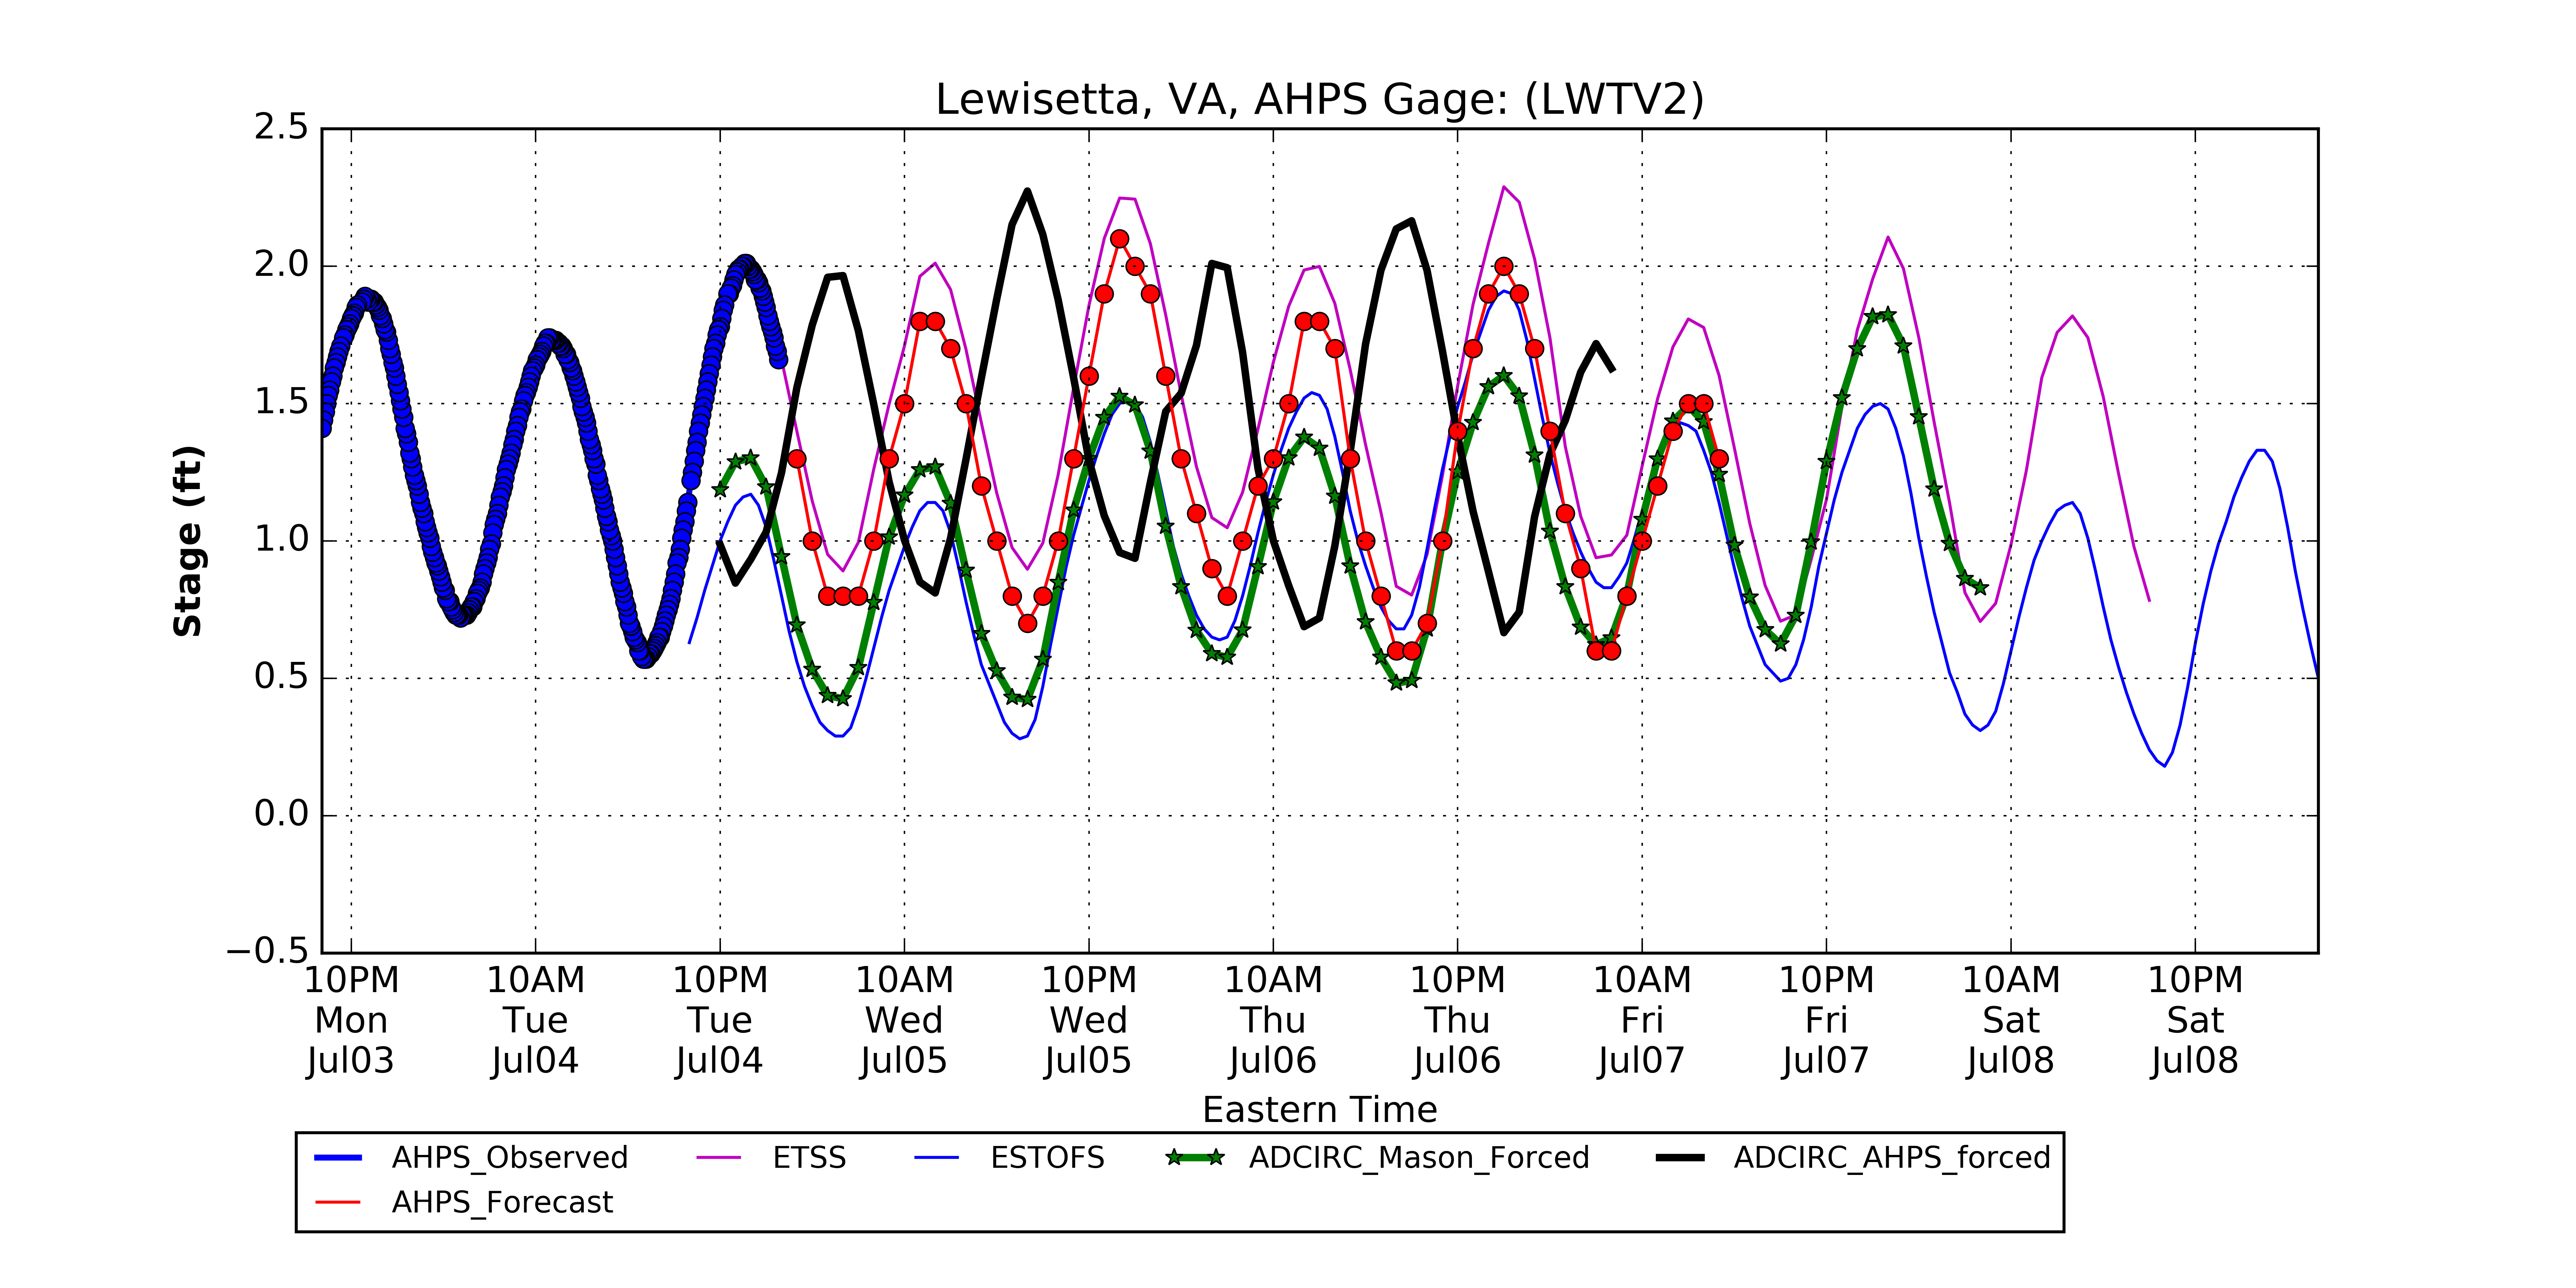 Lewisetta, VA, AHPS Gage: (LWTV2)
Stage (ft)
2.5
2.0
1.5
1.0
0.5
0.0
−0.5
10PM 10AM 10PM 10AM 10PM 10AM 10PM 10AM 10PM 10AM 10PM
Mon Tue Tue Wed Wed Thu Thu Fri Fri Sat Sat
Jul03 Jul04 Jul04 Jul05 Jul05 Jul06 Jul06 Jul07 Jul07 Jul08 Jul08
Eastern Time
AHPS_Observed ETSS ESTOFS ADCIRC_Mason_Forced ADCIRC_AHPS_forced
AHPS_Forecast